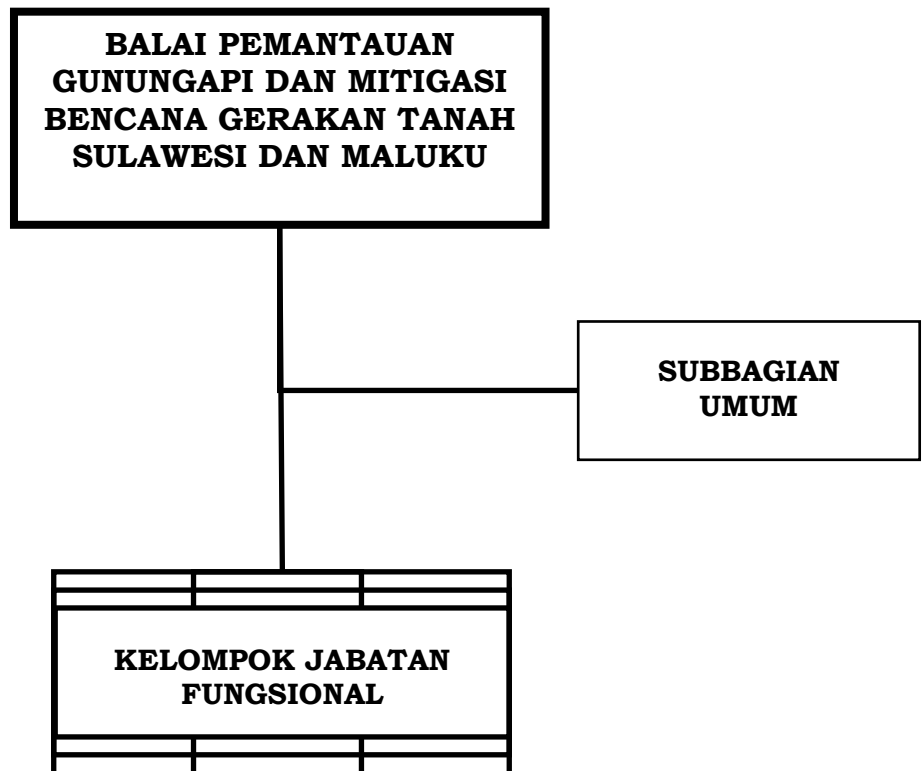 BALAI PEMANTAUAN
GUNUNGAPI DAN MITIGASI
BENCANA GERAKAN TANAH
SULAWESI DAN MALUKU
SUBBAGIAN
UMUM
KELOMPOK JABATAN
FUNGSIONAL